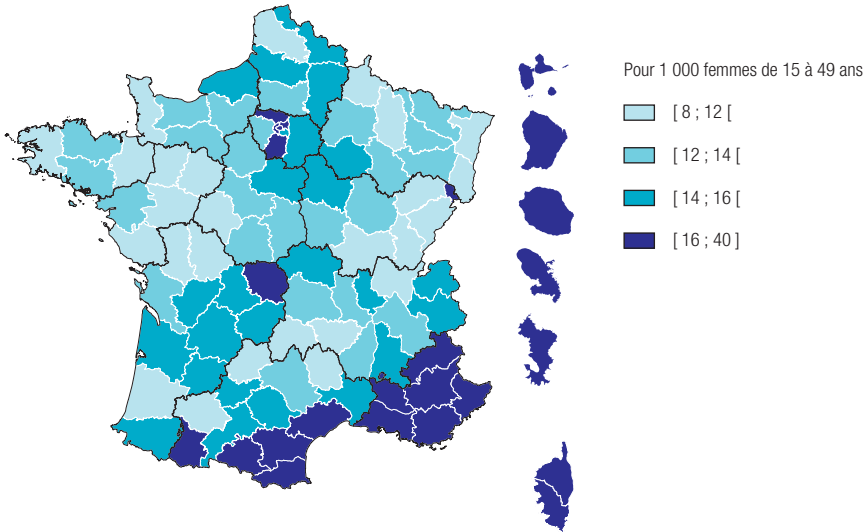 Pour 1 000 femmes de 15 à 49 ans
[ 8 ; 12 [
[ 12 ; 14 [
[ 14 ; 16 [
[ 16 ; 40 ]